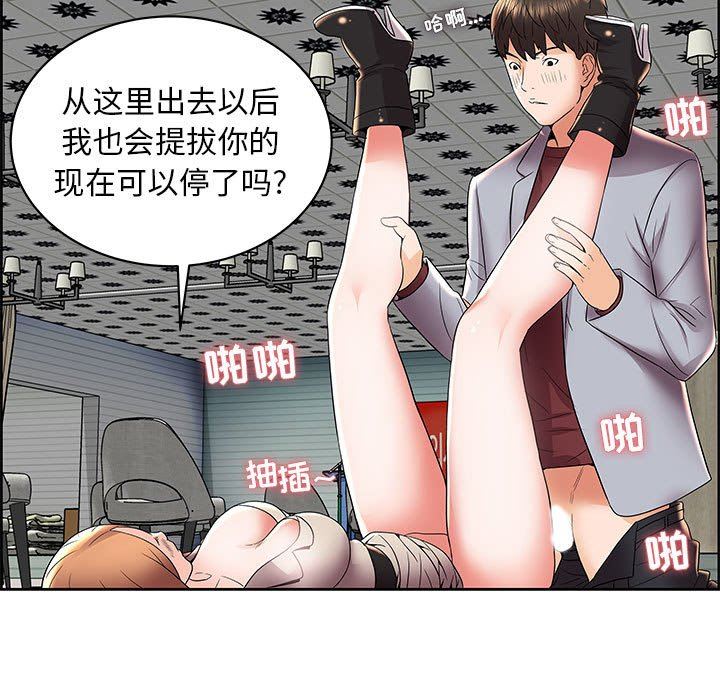 哈啊...
从这里出去以后
我也会提拔你的
现在可以停了吗?
啪
啪啪
啪
抽插~
啪